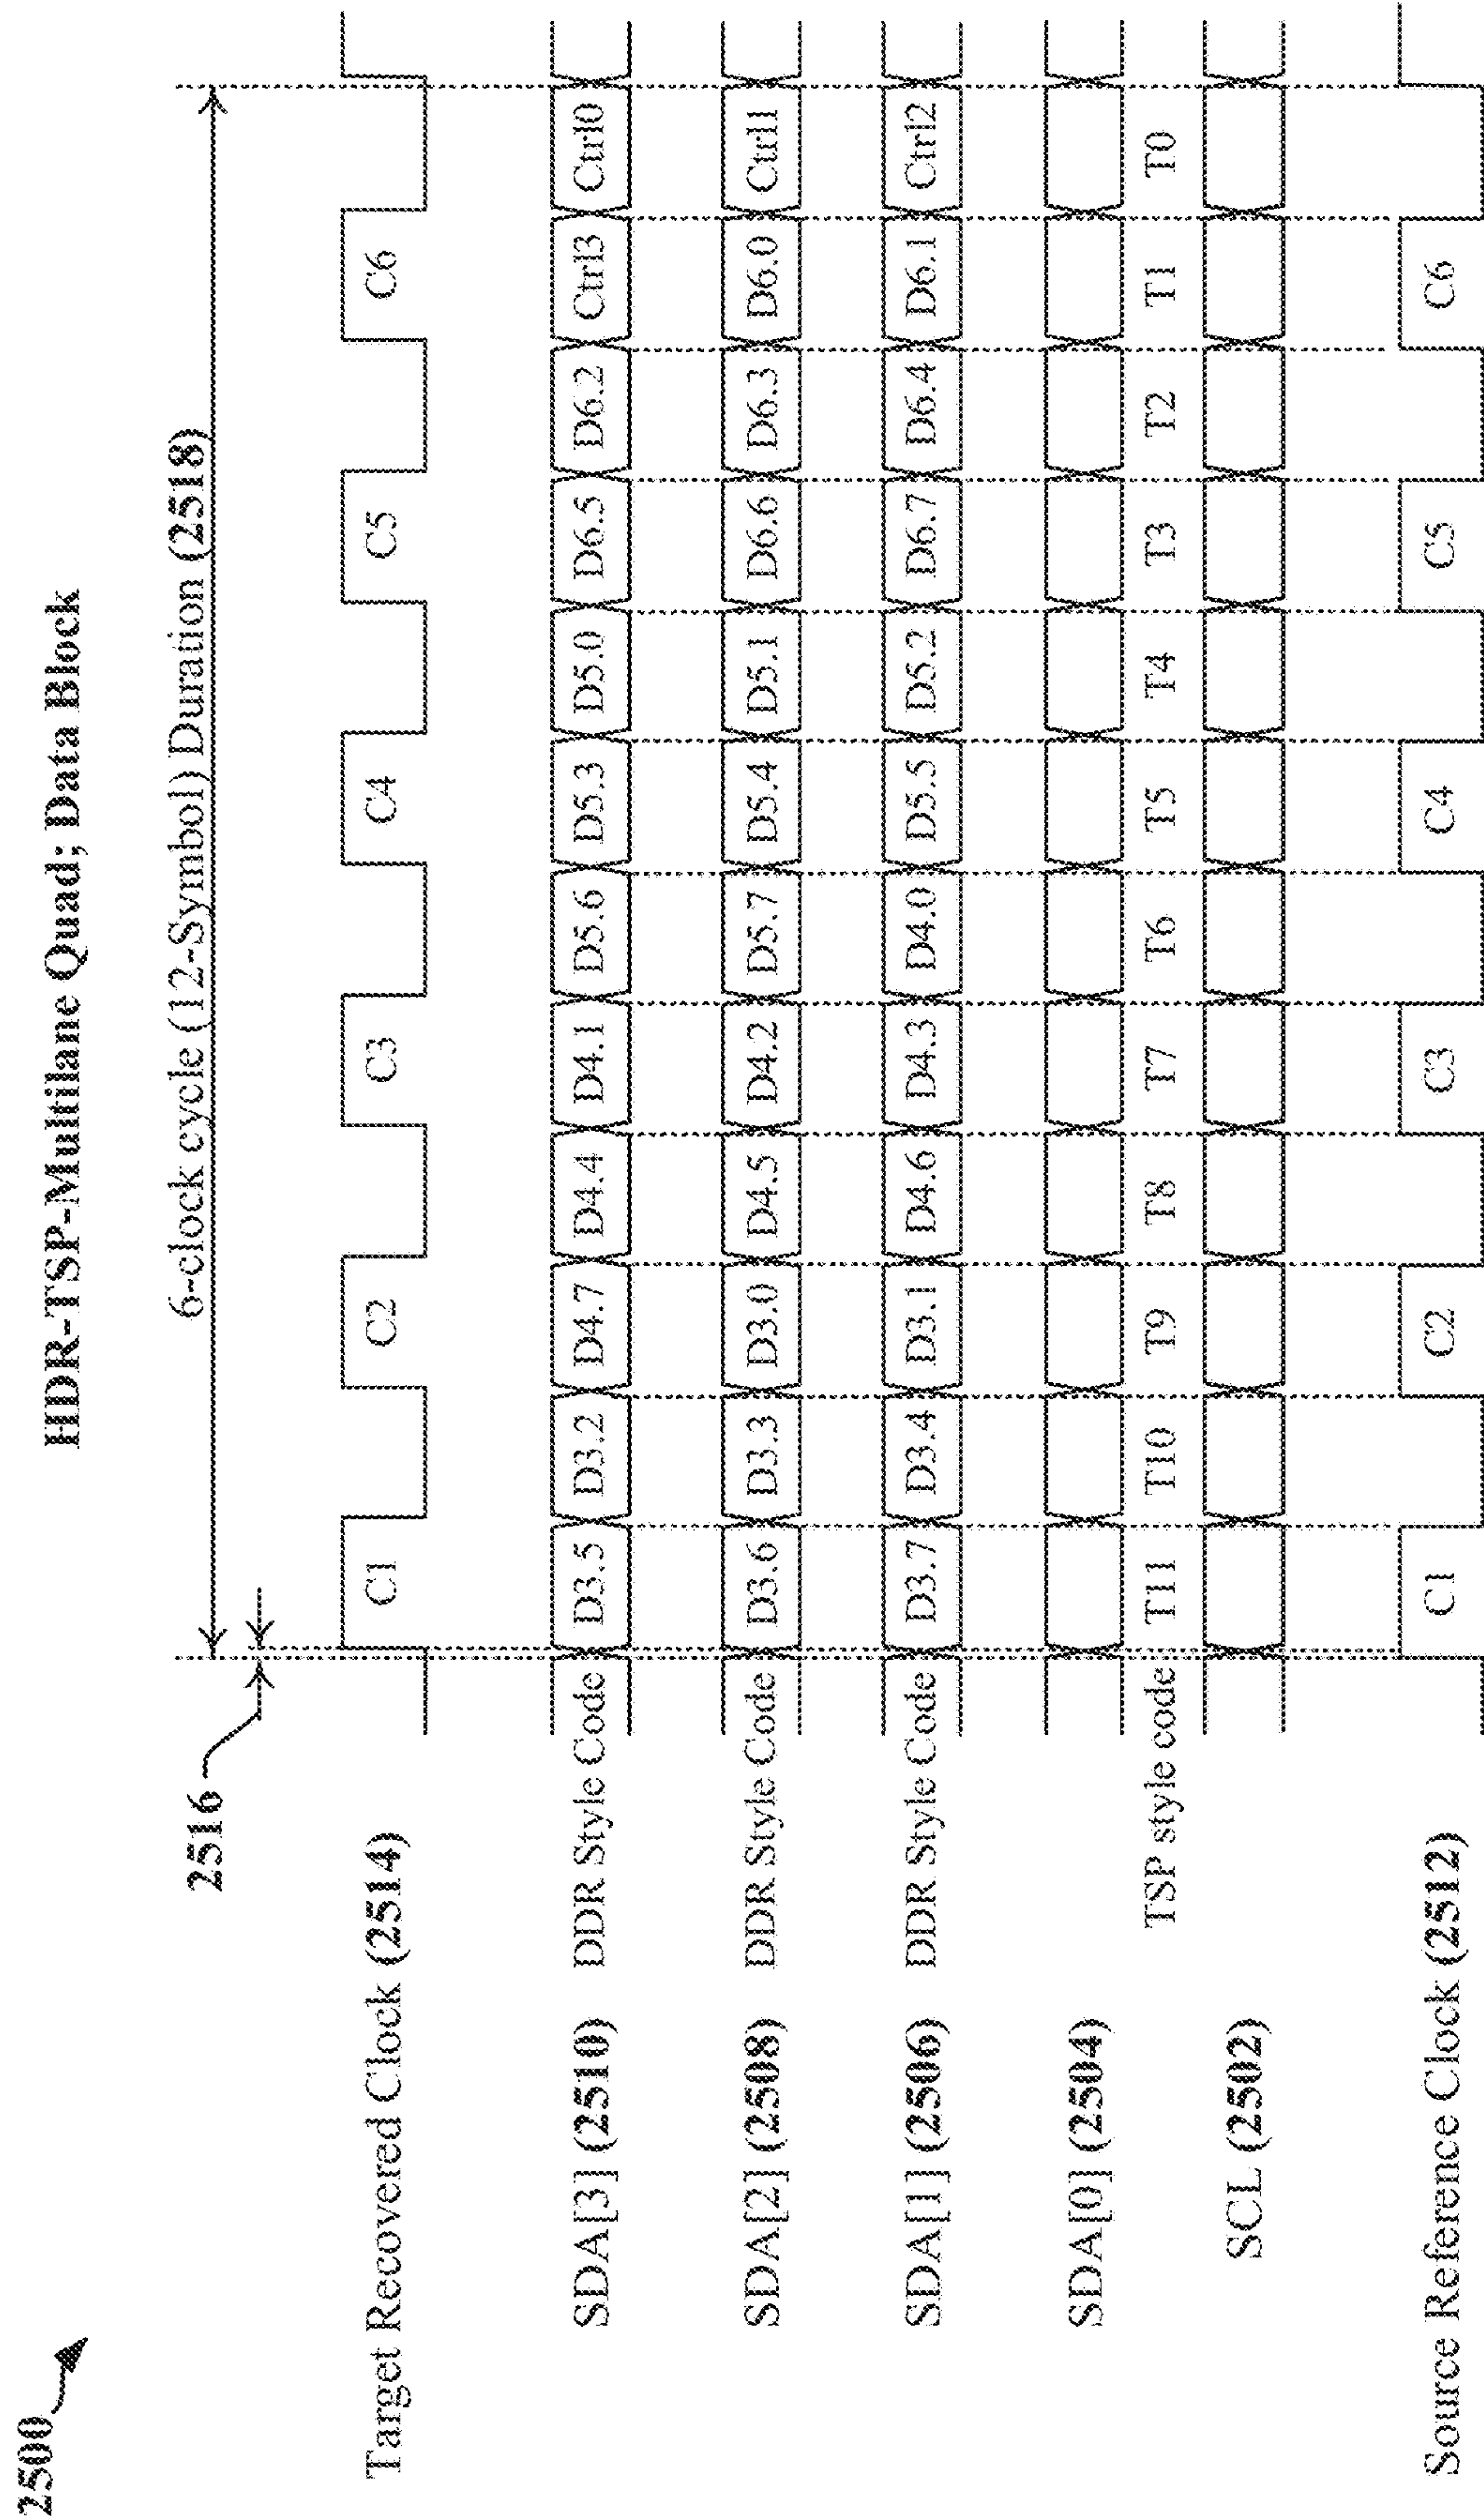 2500
HDR-TSP-Multilane Quad; Data Block
6-clock cycle (12-Symbol) Duration (2518)
2516
Target Recovered Clock (2514) C1 C2 C3 C4 C5 C6
SDA[3] (2510) DDR Style Code D3.5 D3.2 D4.7 D4.4 D4.1 D5.6 D5.3 D5.0 D6.5 D6.2 Ctrl3 Ctrl0
SDA[2] (2508) DDR Style Code D3.6 D3.3 D3.0 D4.5 D4.2 D5.7 D5.4 D5.1 D6.6 D6.3 D6.0 Ctrl1
SDA[1] (2506) DDR Style Code D3.7 D3.4 D3.1 D4.6 D4.3 D4.0 D5.5 D5.2 D6.7 D6.4 D6.1 Ctrl2
SDA[0] (2504)
TSP style code T11 T10 T9 T8 T7 T6 T5 T4 T3 T2 T1 T0
SCL (2502)
Source Reference Clock (2512) C1 C2 C3 C4 C5 C6